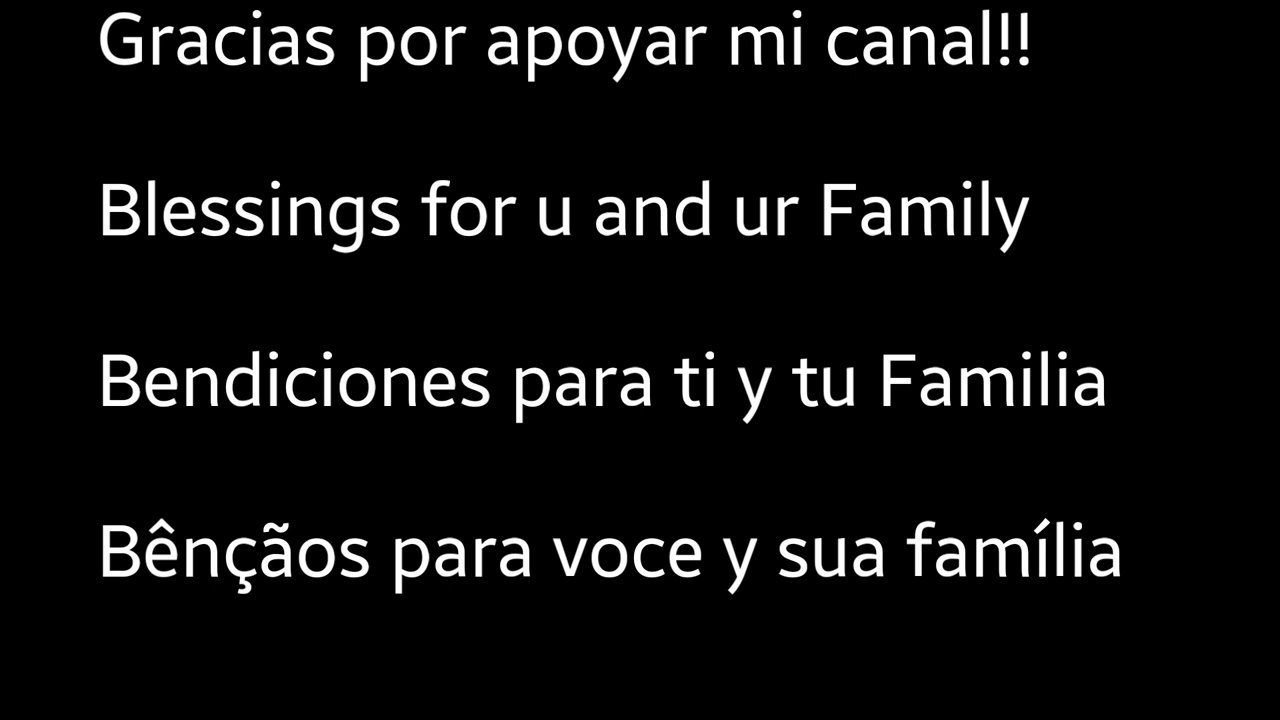 Gracias por apoyar mi canal!!
Blessings for u and ur Family
Bendiciones para ti y tu Familia
Bênçãos para voce y sua família